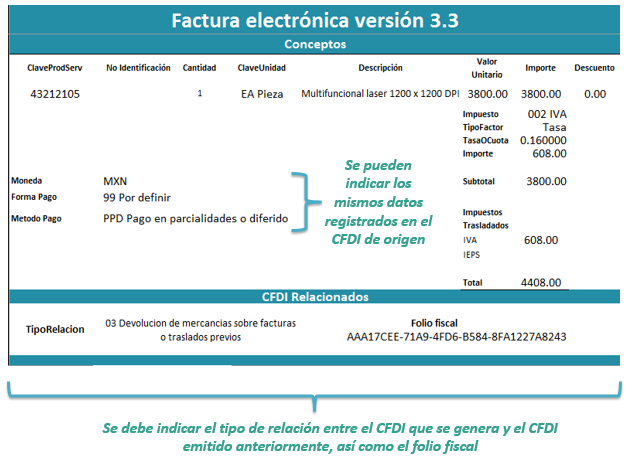 Factura electrónica versión 3.3
Conceptos
ClaveProdServ No Identificación Cantidad ClaveUnidad Descripción Valor Unitario Importe Descuento
43212105 1 EA Pieza Multifuncional laser 1200 x 1200 DPI 3800.00 3800.00 0.00
Impuesto 002 IVA
TipoFactor Tasa
TasaOCuota 0.160000
Importe 608.00
Moneda MXN
Forma Pago 99 Por definir
Metodo Pago PPD Pago en parcialidades o diferido
Se pueden
indicar los
mismos datos
registrados en el
CFDI de origen
Subtotal 3800.00
Impuestos
Trasladados
IVA 608.00
IEPS
Total 4408.00
CFDI Relacionados
TipoRelacion 03 Devolucion de mercancias sobre facturas
o traslados previos
Folio fiscal
AAA17CEE-71A9-4FD6-B584-8FA1227A8243
Se debe indicar el tipo de relación entre el CFDI que se genera y el CFDI
emitido anteriormente, así como el folio fiscal